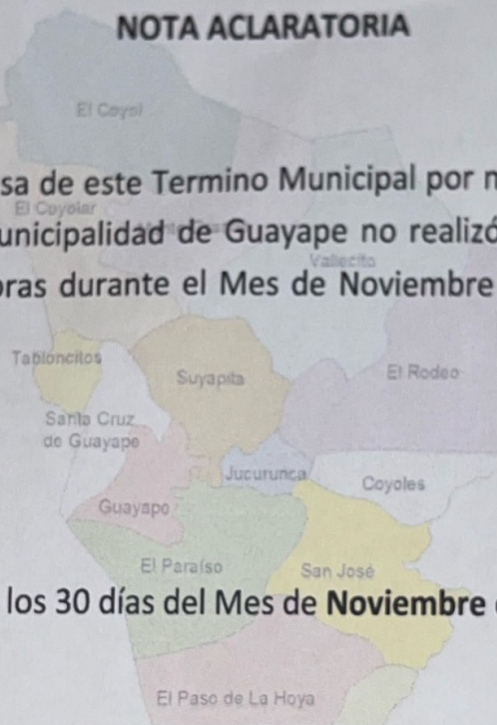 NOTA ACLARATORIA
El Coyol
sa de este Termino Municipal por
El Coyolar
unicipalidad de Guayape no realizó
Vallecito
oras durante el Mes de Noviembre
Tabloncitos
Suyapita
El Rodeo
Santa Cruz
de Guayape
Jucurunca
Coyoles
Guayape
El Paraíso
San José
los 30 días del Mes de Noviembre
El Paso de La Hoya